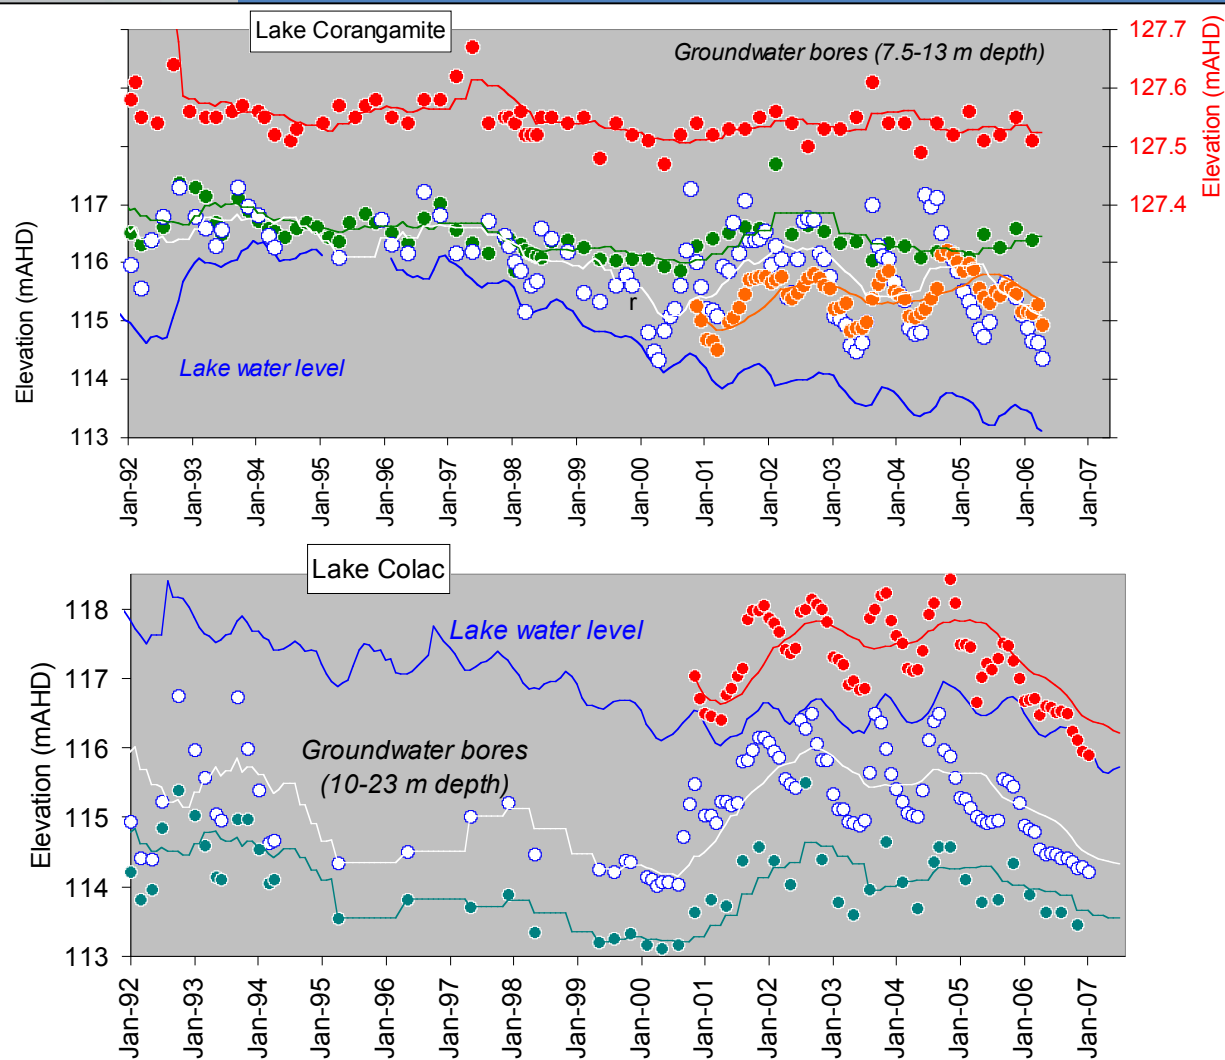 Lake Corangamite
Groundwater bores (7.5-13 m depth)
127.7
127.6
127.5
127.4
Elevation (mAHD)
117
116
115
114
113
Elevation (mAHD)
r
Lake water level
Jan-92
Jan-93
Jan-94
Jan-95
Jan-96
Jan-97
Jan-98
Jan-99
Jan-00
Jan-01
Jan-02
Jan-03
Jan-04
Jan-05
Jan-06
Jan-07
Lake Colac
118
117
116
115
114
113
Elevation (mAHD)
Lake water level
Groundwater bores
(10-23 m depth)
Jan-92
Jan-93
Jan-94
Jan-95
Jan-96
Jan-97
Jan-98
Jan-99
Jan-00
Jan-01
Jan-02
Jan-03
Jan-04
Jan-05
Jan-06
Jan-07